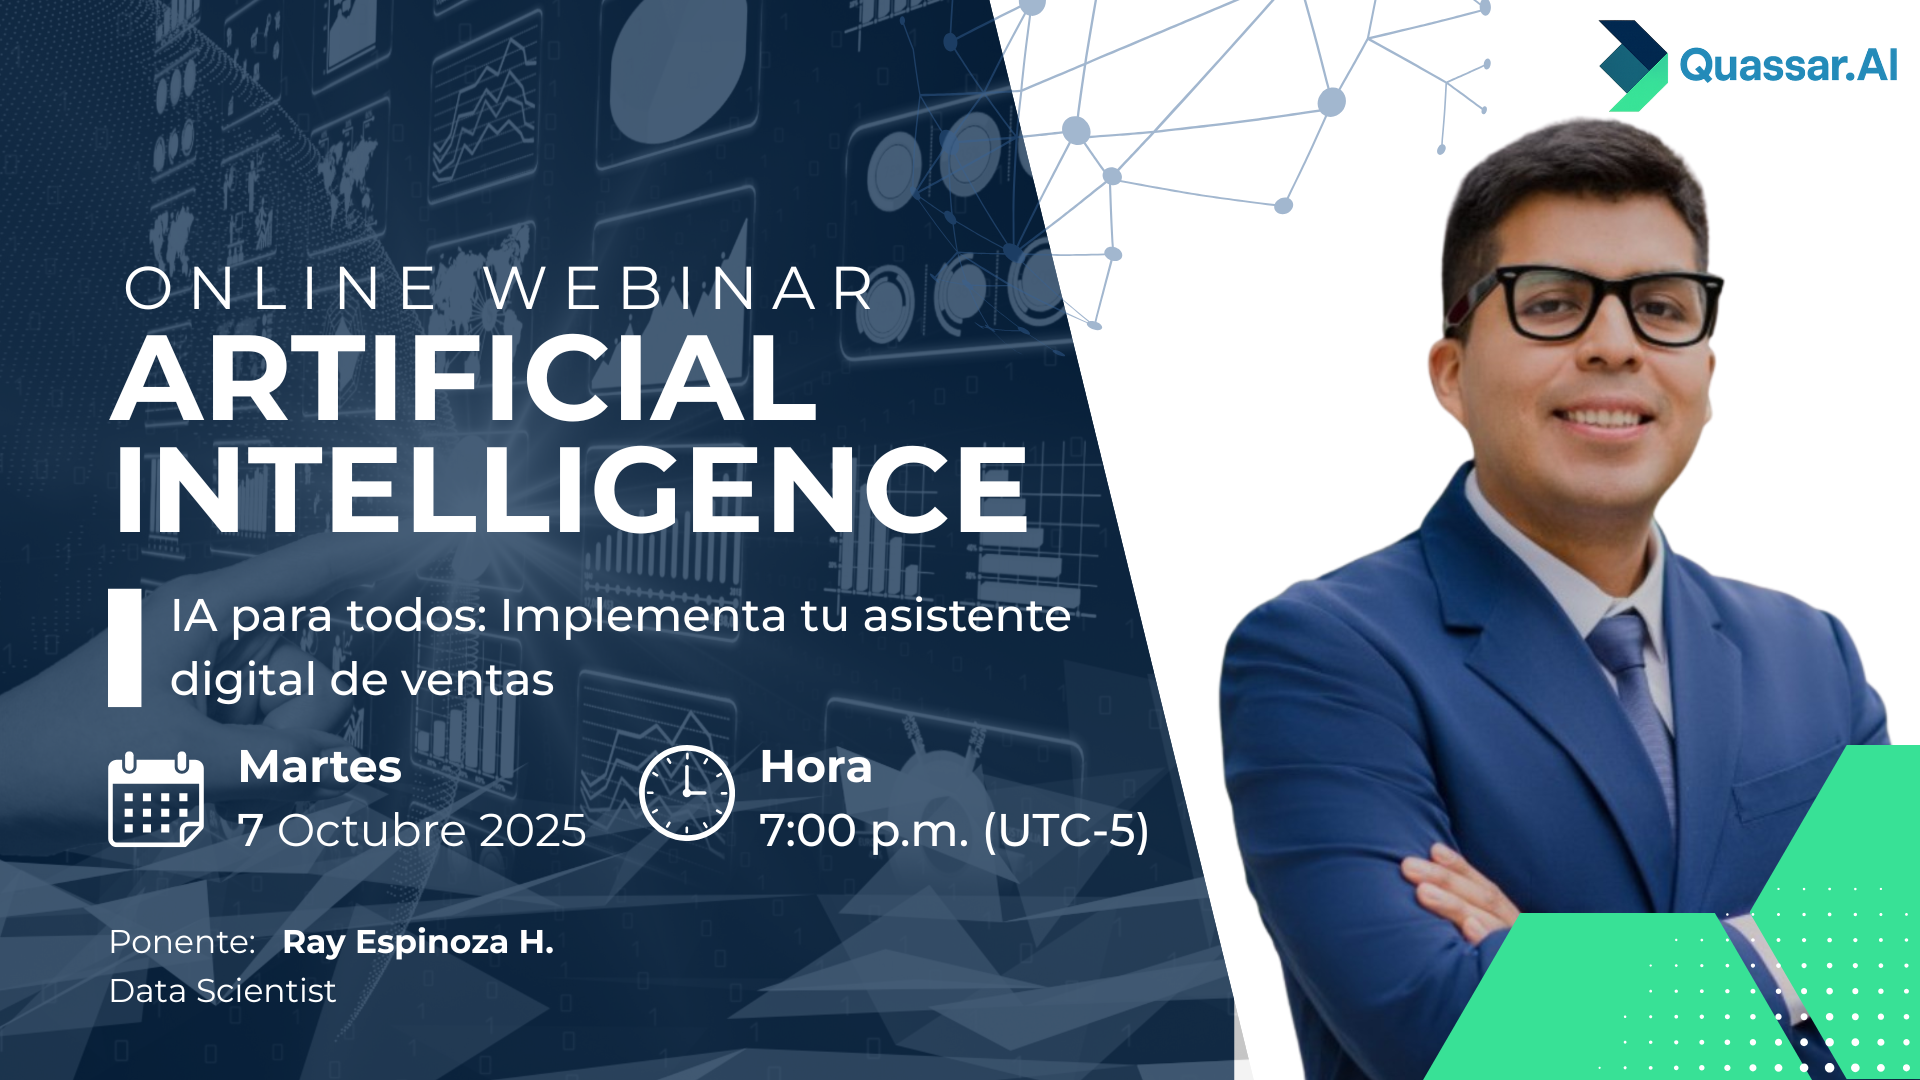 Quassar.AI
ONLINE WEBINAR
ARTIFICIAL
INTELLIGENCE
IA para todos: Implementa tu asistente
digital de ventas
Martes
7 Octubre 2025
Hora
7:00 p.m. (UTC-5)
Ponente: Ray Espinoza H.
Data Scientist